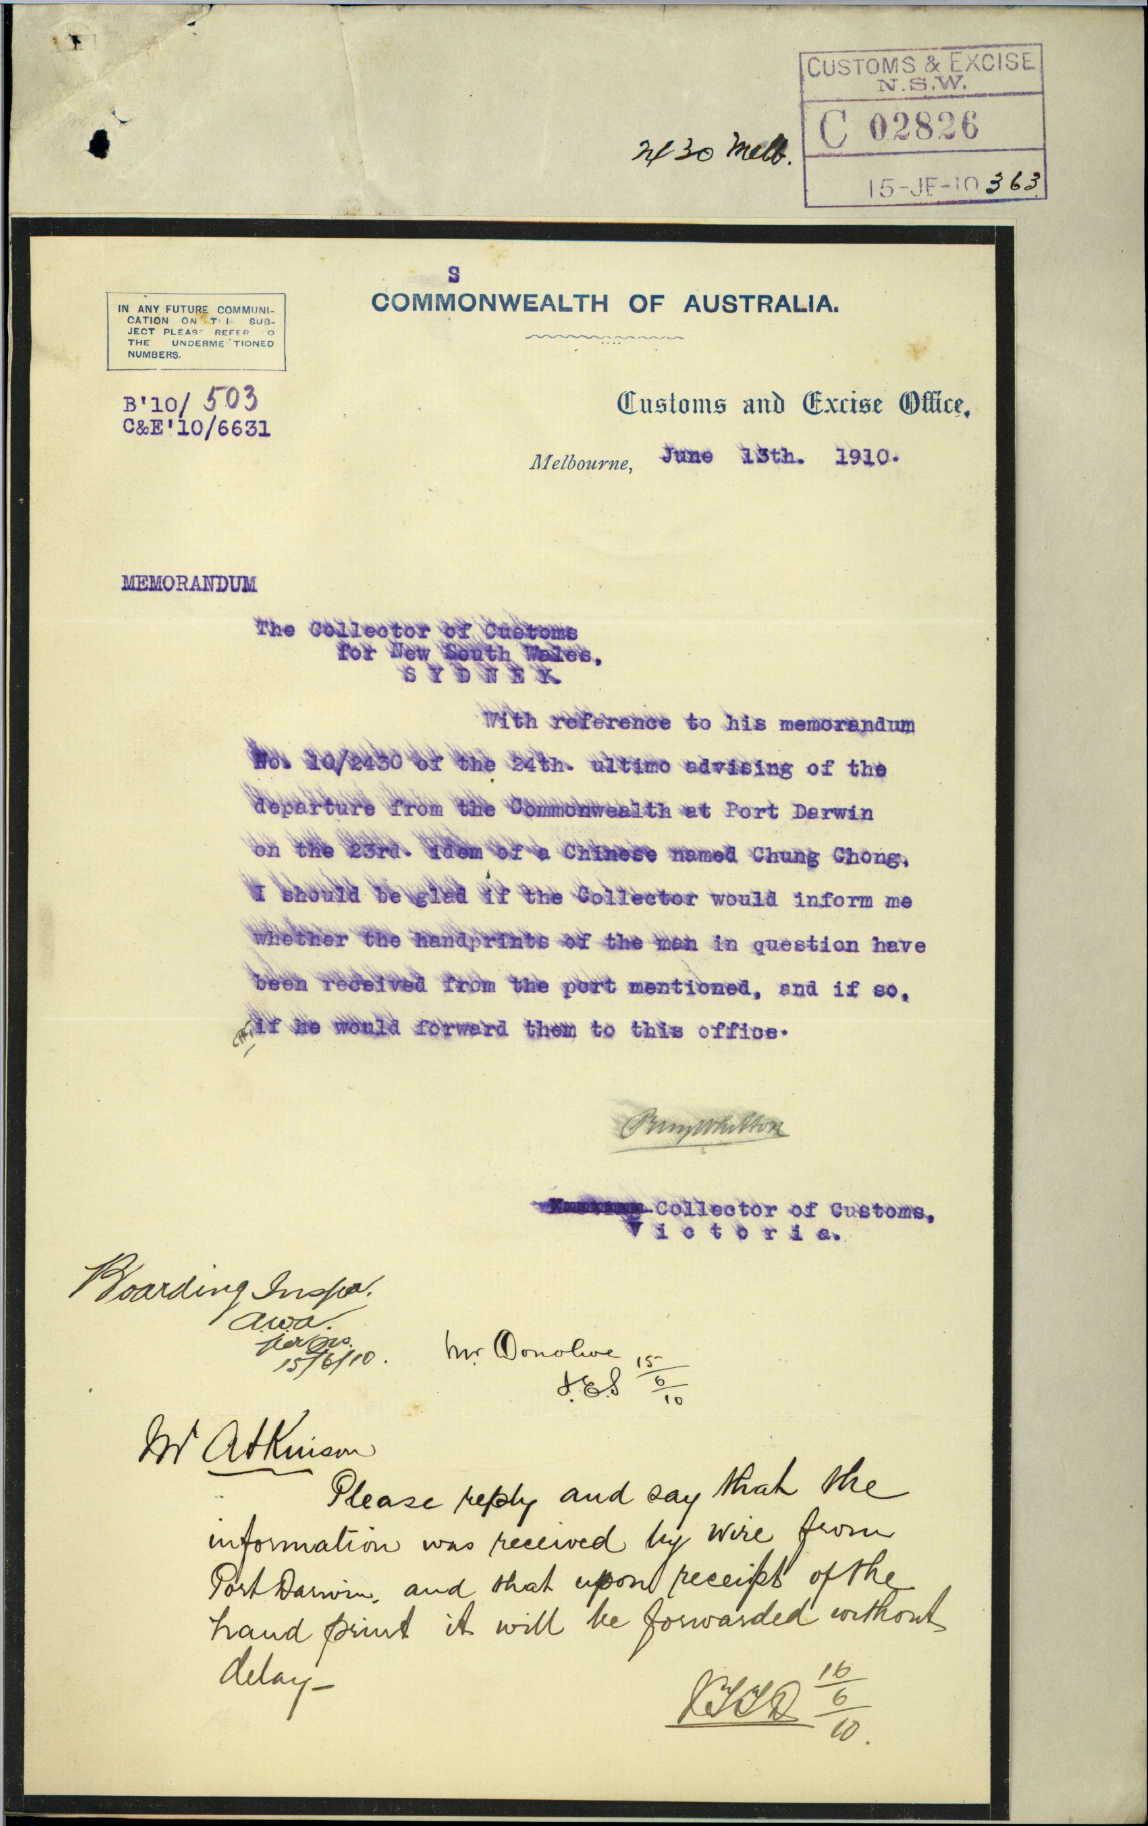 CUSTOMS & EXCISE
N.S.W.
C 02826
15-JE-10 363
2430 Melb.
S
COMMONWEALTH OF AUSTRALIA.
IN ANY FUTURE COMMUNI-
CATION ON THE SUB-
JECT PLEASE REFER TO
THE UNDERMENTIONED
NUMBERS.
B'10/503
C&E'10/6631
Customs and Excise Office,
Melbourne, June 13th. 1910.
MEMORANDUM
The Collector of Customs
for New South Wales,
S Y D N E Y.
With reference to his memorandum
No. 10/2430 of the 24th. ultimo advising of the
departure from the Commonwealth at Port Darwin
on the 23rd. idem of a Chinese named Chung Chong,
I should be glad if the Collector would inform me
whether the handprints of the man in question have
been received from the port mentioned, and if so,
if he would forward them to this office.
Collector of Customs,
V i c t o r i a.
Boarding Inspr.
15/6/10.
Mr. Donohoe
15/6/10
Mr Atkinson
Please reply and say that the
information was received by wire from
Port Darwin, and that upon receipt of the
hand print it will be forwarded without
delay-
16/6/10.